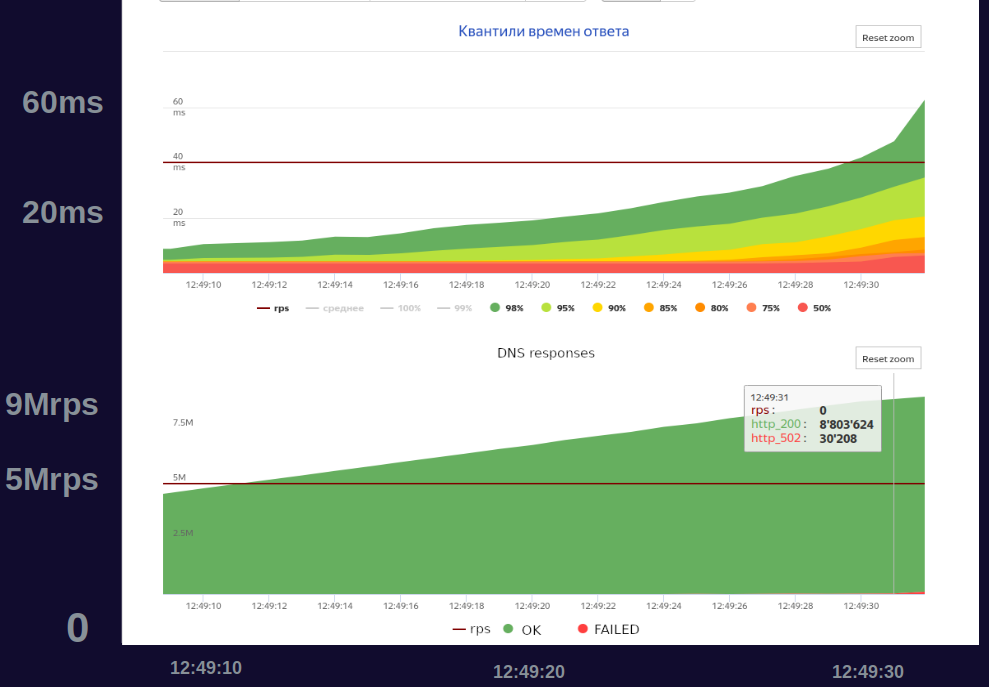 Квантили времен ответа
Reset zoom
60ms
60
ms
40
ms
20ms
20
ms
12:49:10 12:49:12 12:49:14 12:49:16 12:49:18 12:49:20 12:49:22 12:49:24 12:49:26 12:49:28 12:49:30
rps среднее 100% 99% 98% 95% 90% 85% 80% 75% 50%
DNS responses
Reset zoom
9Mrps
12:49:31
rps : 0
http_200 : 8'803'624
http_502 : 30'208
7.5M
5Mrps
5M
2.5M
12:49:10 12:49:12 12:49:14 12:49:16 12:49:18 12:49:20 12:49:22 12:49:24 12:49:26 12:49:28 12:49:30
0
rps OK FAILED
12:49:10 12:49:20 12:49:30